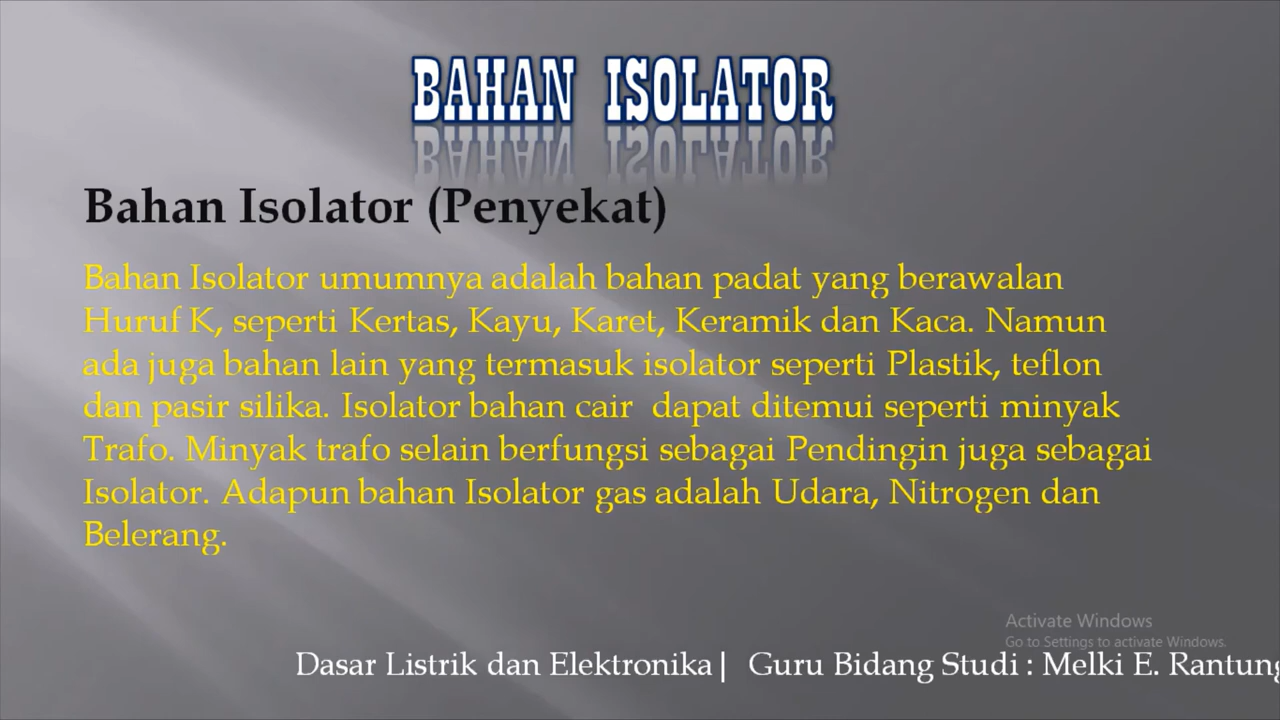 BAHAN ISOLATOR
Bahan Isolator (Penyekat)
Bahan Isolator umumnya adalah bahan padat yang berawalan
Huruf K, seperti Kertas, Kayu, Karet, Keramik dan Kaca. Namun
ada juga bahan lain yang termasuk isolator seperti Plastik, teflon
dan pasir silika. Isolator bahan cair dapat ditemui seperti minyak
Trafo. Minyak trafo selain berfungsi sebagai Pendingin juga sebagai
Isolator. Adapun bahan Isolator gas adalah Udara, Nitrogen dan
Belerang.
Activate Windows
Go to Settings to activate Windows.
Dasar Listrik dan Elektronika| Guru Bidang Studi : Melki E. Rantung